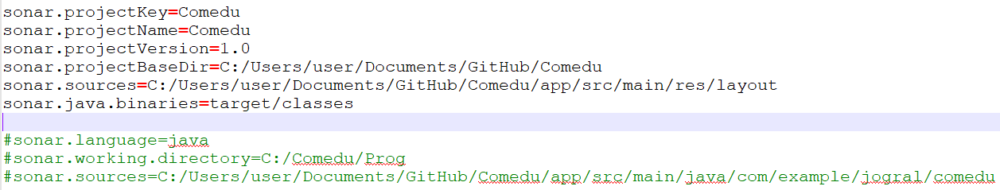 sonar.projectKey=Comedu
sonar.projectName=Comedu
sonar.projectVersion=1.0
sonar.projectBaseDir=C:/Users/user/Documents/GitHub/Comedu
sonar.sources=C:/Users/user/Documents/GitHub/Comedu/app/src/main/res/layout
sonar.java.binaries=target/classes
#sonar.language=java
#sonar.working.directory=C:/Comedu/Prog
#sonar.sources=C:/Users/user/Documents/GitHub/Comedu/app/src/main/java/com/example/jogral/comedu